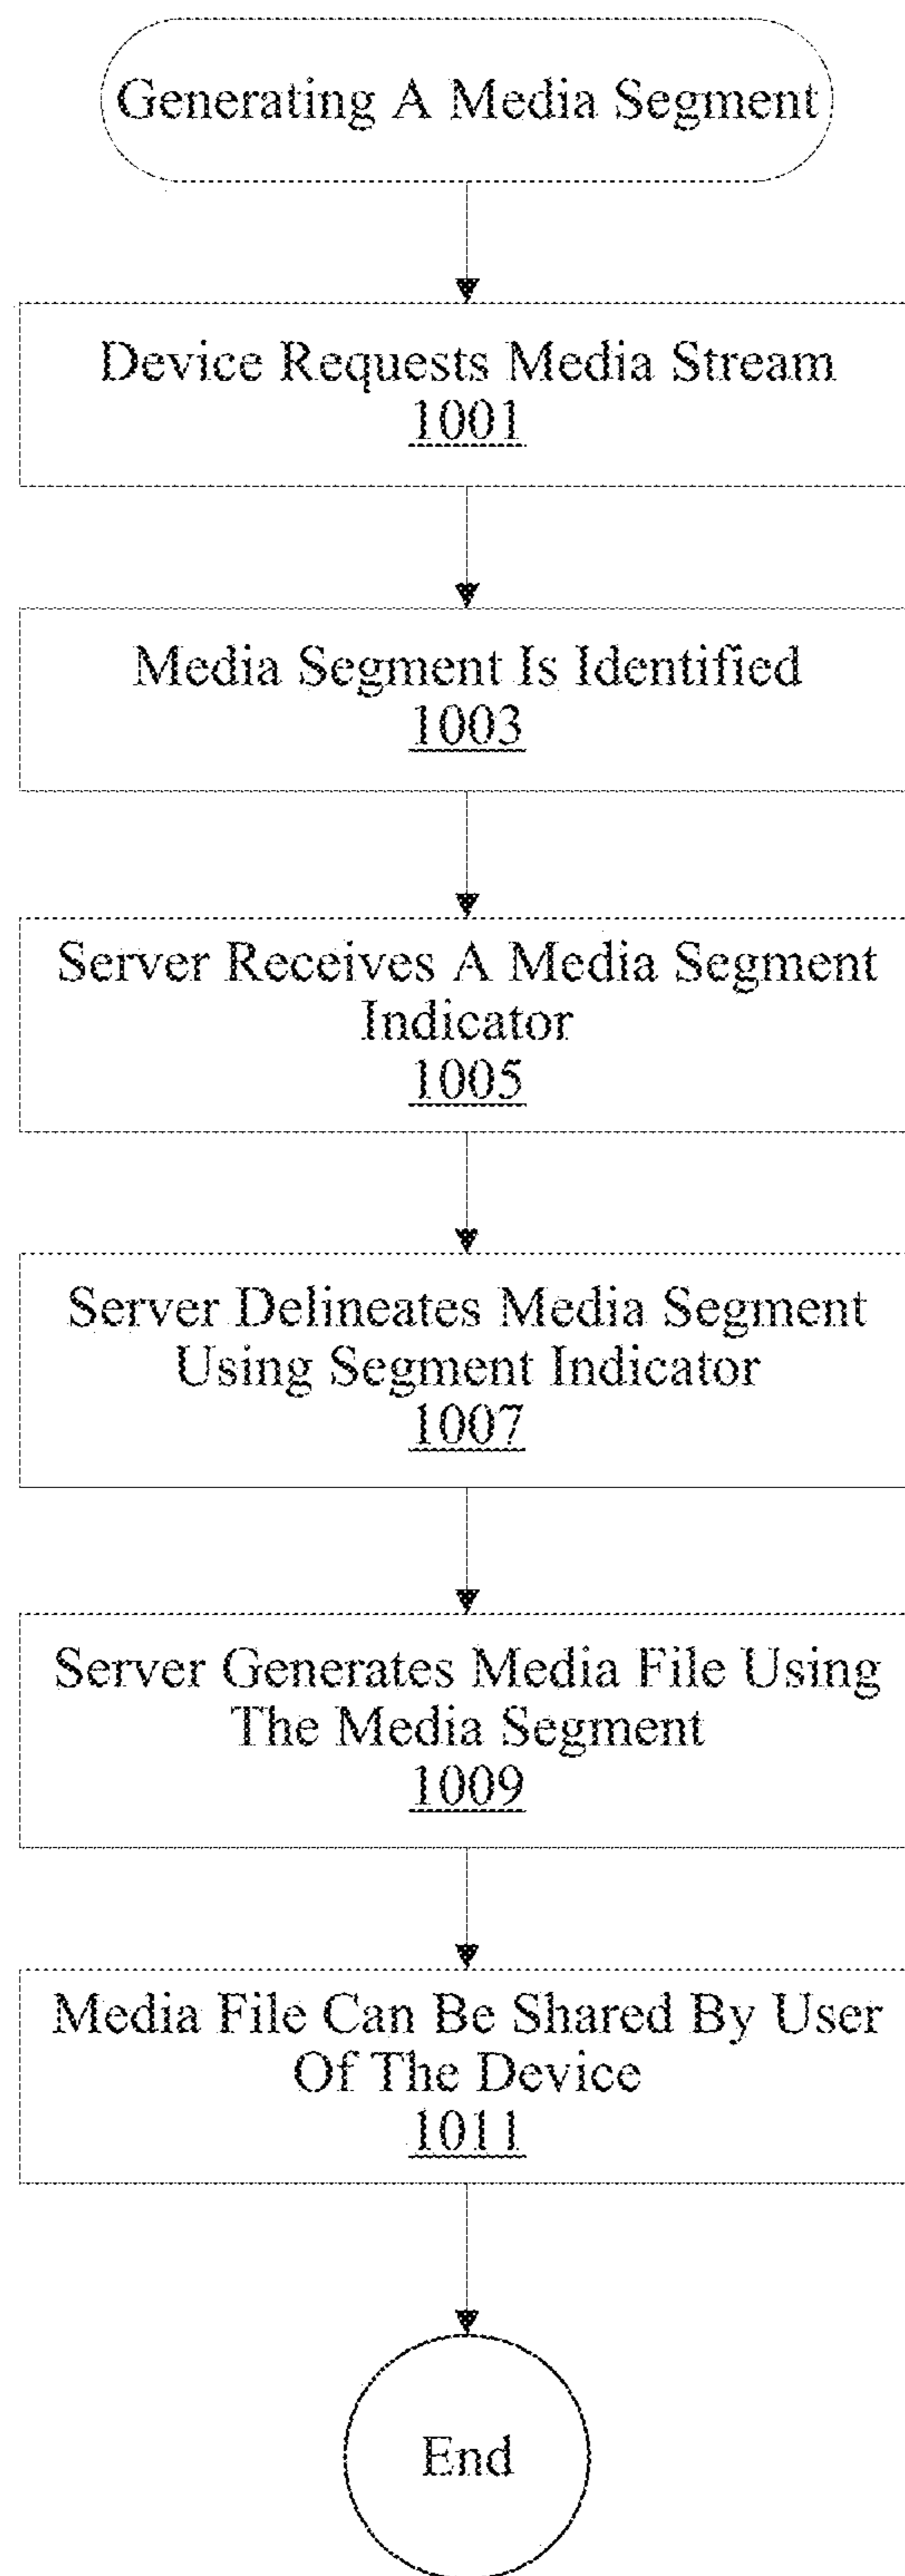 Generating A Media Segment
Device Requests Media Stream
1001
Media Segment Is Identified
1003
Server Receives A Media Segment
Indicator
1005
Server Delineates Media Segment
Using Segment Indicator
1007
Server Generates Media File Using
The Media Segment
1009
Media File Can Be Shared By User
Of The Device
1011
End